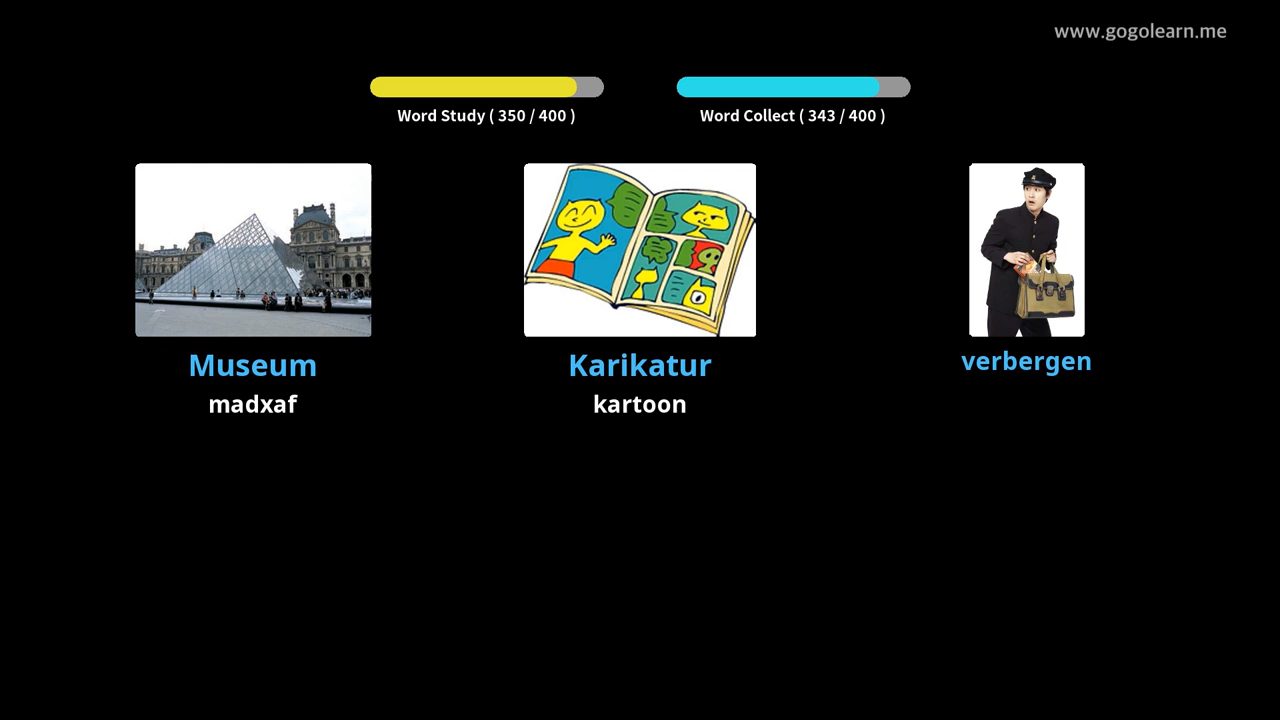 www.gogolearn.me
Word Study ( 350 / 400 )
Word Collect ( 343 / 400 )
Museum
madxaf
Karikatur
kartoon
verbergen